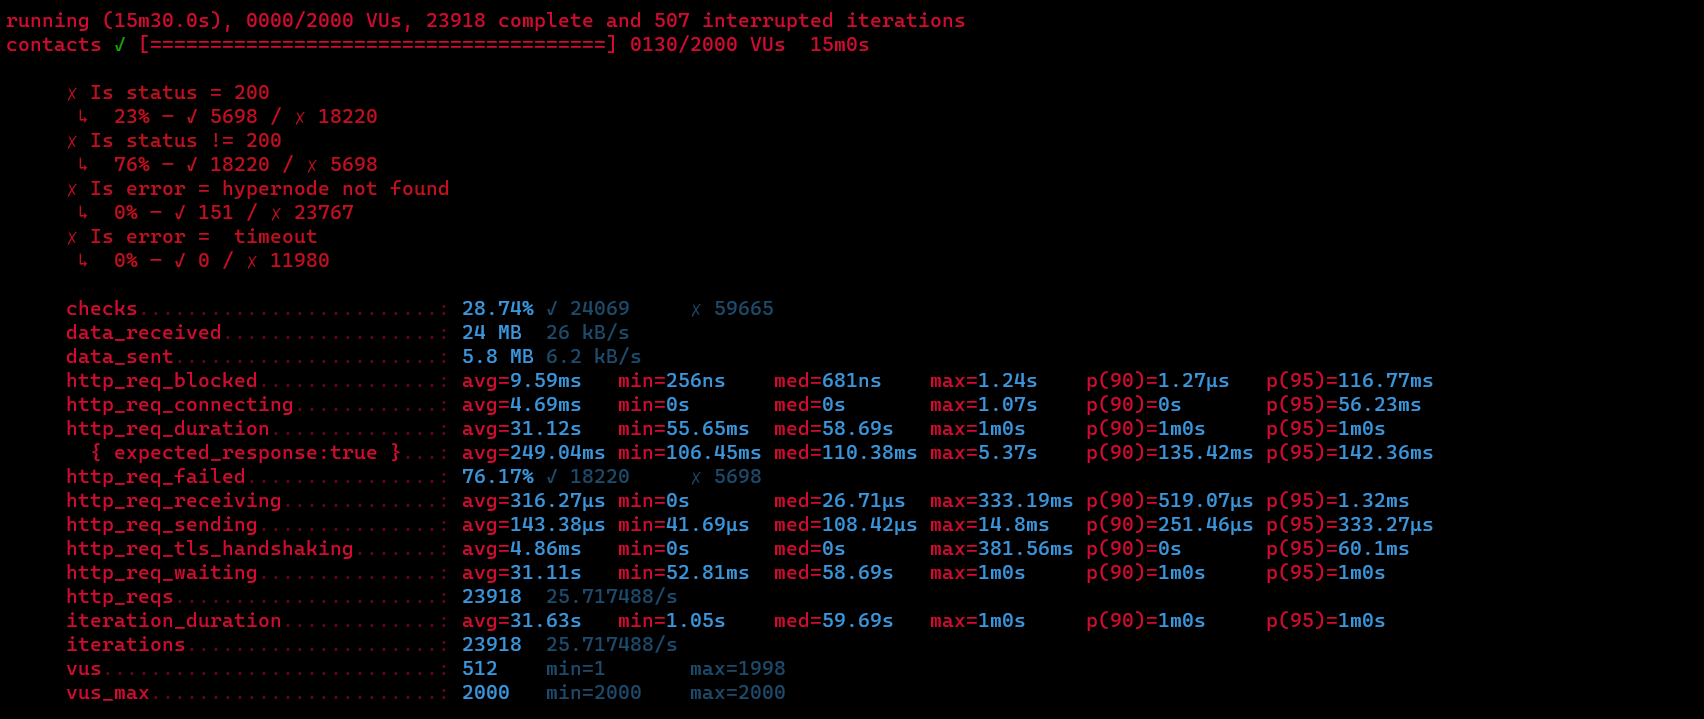 running (15m30.0s), 0000/2000 VUs, 23918 complete and 507 interrupted iterations
contacts ✓ [======================================] 0130/2000 VUs  15m0s
✗ Is status = 200
↳  23% — ✓ 5698 / ✗ 18220
✗ Is status != 200
↳  76% — ✓ 18220 / ✗ 5698
✗ Is error = hypernode not found
↳  0% — ✓ 151 / ✗ 23767
✗ Is error =  timeout
↳  0% — ✓ 0 / ✗ 11980
checks.........................: 28.74% ✓ 24069     ✗ 59665
data_received..................: 24 MB  26 kB/s
data_sent......................: 5.8 MB 6.2 kB/s
http_req_blocked...............: avg=9.59ms   min=256ns    med=681ns    max=1.24s    p(90)=1.27µs   p(95)=116.77ms
http_req_connecting............: avg=4.69ms   min=0s       med=0s       max=1.07s    p(90)=0s       p(95)=56.23ms
http_req_duration..............: avg=31.12s   min=55.65ms  med=58.69s   max=1m0s     p(90)=1m0s     p(95)=1m0s
{ expected_response:true }...: avg=249.04ms min=106.45ms med=110.38ms max=5.37s    p(90)=135.42ms p(95)=142.36ms
http_req_failed................: 76.17% ✓ 18220     ✗ 5698
http_req_receiving.............: avg=316.27µs min=0s       med=26.71µs  max=333.19ms p(90)=519.07µs p(95)=1.32ms
http_req_sending...............: avg=143.38µs min=41.69µs  med=108.42µs max=14.8ms   p(90)=251.46µs p(95)=333.27µs
http_req_tls_handshaking.......: avg=4.86ms   min=0s       med=0s       max=381.56ms p(90)=0s       p(95)=60.1ms
http_req_waiting...............: avg=31.11s   min=52.81ms  med=58.69s   max=1m0s     p(90)=1m0s     p(95)=1m0s
http_reqs......................: 23918  25.717488/s
iteration_duration.............: avg=31.63s   min=1.05s    med=59.69s   max=1m0s     p(90)=1m0s     p(95)=1m0s
iterations.....................: 23918  25.717488/s
vus............................: 512    min=1       max=1998
vus_max........................: 2000   min=2000    max=2000